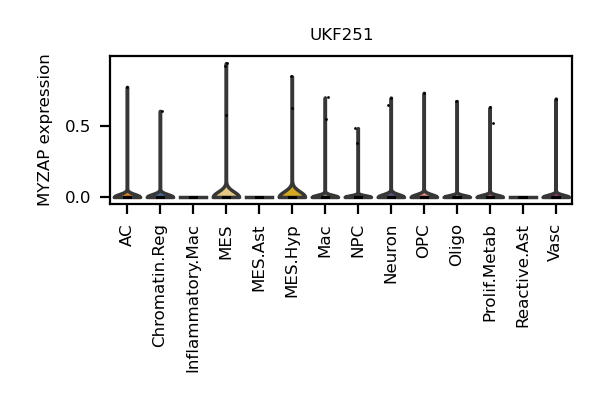 UKF251
MYZAP expression
0.5
0.0
AC
Chromatin.Reg
Inflammatory.Mac
MES
MES.Ast
MES.Hyp
Mac
NPC
Neuron
OPC
Oligo
Prolif.Metab
Reactive.Ast
Vasc